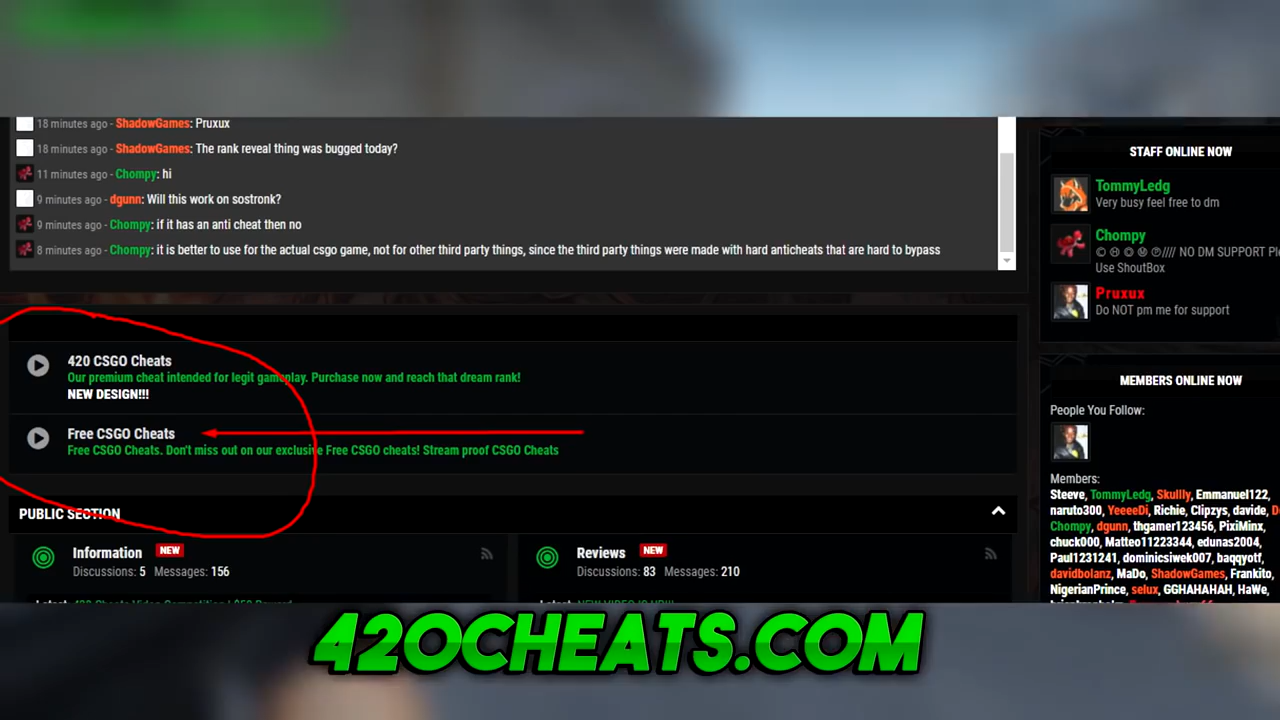 18 minutes ago - ShadowGames: Pruxux
18 minutes ago - ShadowGames: The rank reveal thing was bugged today?
11 minutes ago - Chompy: hi
9 minutes ago - dgunn: Will this work on sostronk?
9 minutes ago - Chompy: if it has an anti cheat then no
8 minutes ago - Chompy: it is better to use for the actual csgo game, not for other third party things, since the third party things were made with hard anticheats that are hard to bypass
420 CSGO Cheats
Our premium cheat intended for legit gameplay. Purchase now and reach that dream rank!
NEW DESIGN!!!
Free CSGO Cheats
Free CSGO Cheats. Don't miss out on our exclusive Free CSGO cheats! Stream proof CSGO Cheats
PUBLIC SECTION
Information NEW
Discussions: 5 Messages: 156
Reviews NEW
Discussions: 83 Messages: 210
STAFF ONLINE NOW
TommyLedg
Very busy feel free to dm
Chompy
NO DM SUPPORT
Use ShoutBox
Pruxux
Do NOT pm me for support
MEMBERS ONLINE NOW
People You Follow:
Members:
Steeve, TommyLedg, Skullly, Emmanuel122,
naruto300, YeeeeDi, Richie, Clipzys, davide,
Chompy, dgunn, thgamer123456, PixiMinx,
chuck000, Matteo11223344, edunas2004,
Paul1231241, dominicsiwek007, baqqyotf,
davidbolanz, MaDo, ShadowGames, Frankito,
NigerianPrince, selux, GGHAHAHAH, HaWe,
420CHEATS.COM